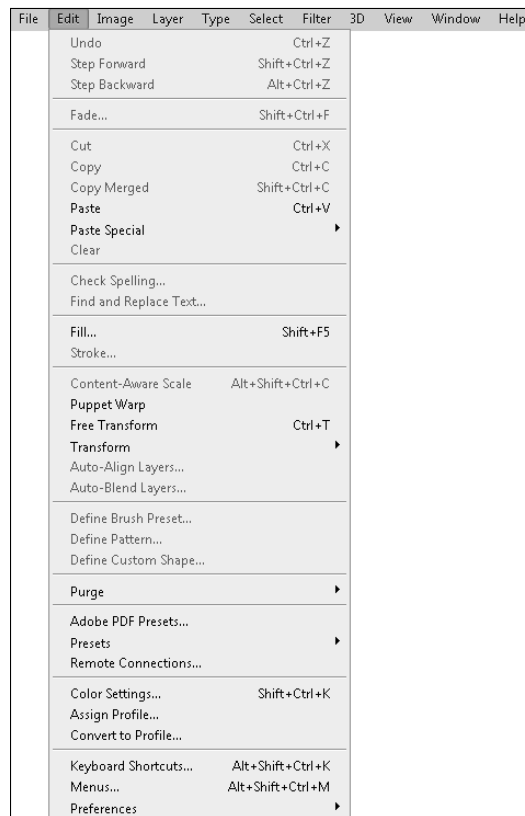 File Edit Image Layer Type Select Filter 3D View Window Help
Undo Ctrl+Z
Step Forward Shift+Ctrl+Z
Step Backward Alt+Ctrl+Z
Fade... Shift+Ctrl+F
Cut Ctrl+X
Copy Ctrl+C
Copy Merged Shift+Ctrl+C
Paste Ctrl+V
Paste Special
Clear
Check Spelling...
Find and Replace Text...
Fill... Shift+F5
Stroke...
Content-Aware Scale Alt+Shift+Ctrl+C
Puppet Warp
Free Transform Ctrl+T
Transform
Auto-Align Layers...
Auto-Blend Layers...
Define Brush Preset...
Define Pattern...
Define Custom Shape...
Purge
Adobe PDF Presets...
Presets
Remote Connections...
Color Settings... Shift+Ctrl+K
Assign Profile...
Convert to Profile...
Keyboard Shortcuts... Alt+Shift+Ctrl+K
Menus... Alt+Shift+Ctrl+M
Preferences